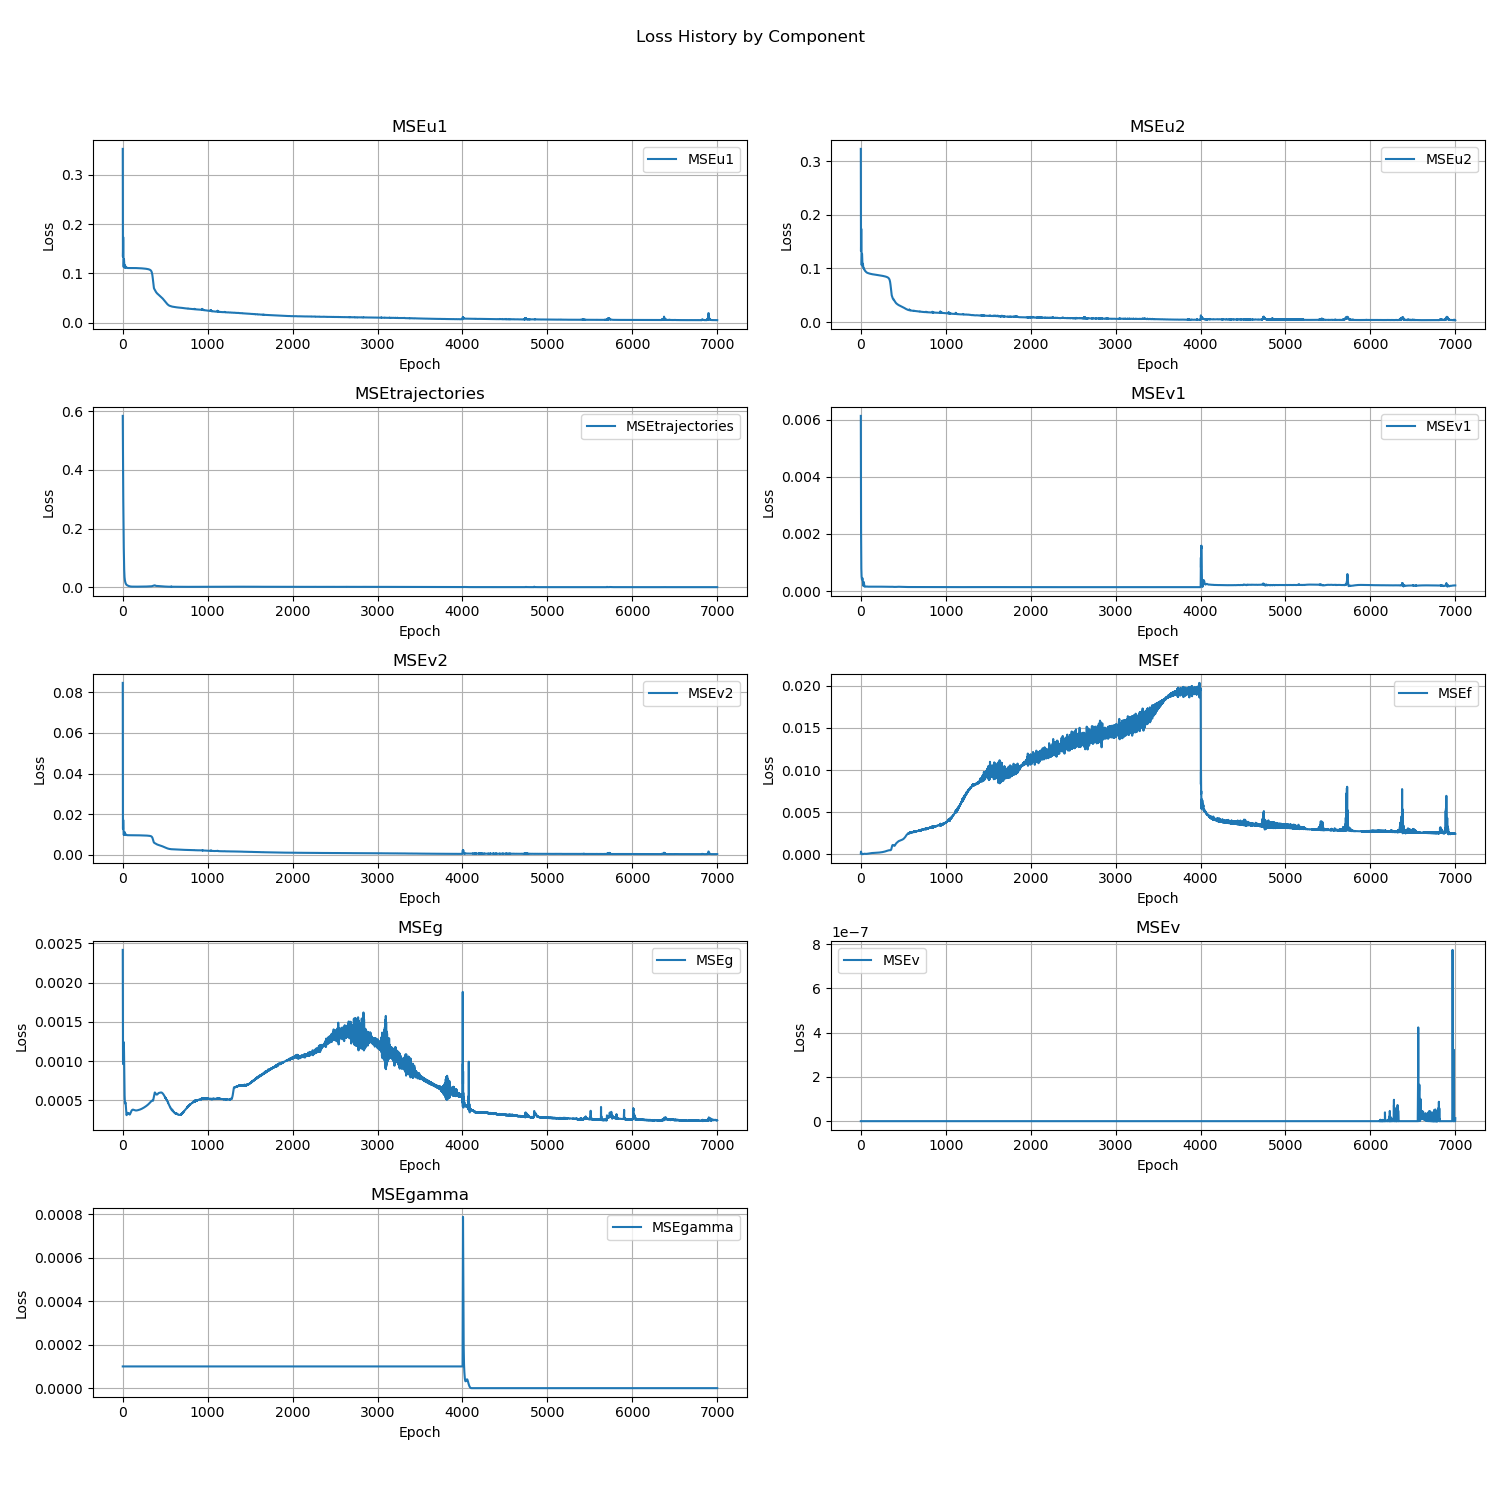 Loss History by Component
MSEu1
MSEu1
0.3
0.2
0.1
0.0
Loss
0 1000 2000 3000 4000 5000 6000 7000
Epoch
MSEu2
MSEu2
0.3
0.2
0.1
0.0
Loss
0 1000 2000 3000 4000 5000 6000 7000
Epoch
MSEtrajectories
MSEtrajectories
0.6
0.4
0.2
0.0
Loss
0 1000 2000 3000 4000 5000 6000 7000
Epoch
MSEv1
MSEv1
0.006
0.004
0.002
0.000
Loss
0 1000 2000 3000 4000 5000 6000 7000
Epoch
MSEv2
MSEv2
0.08
0.06
0.04
0.02
0.00
Loss
0 1000 2000 3000 4000 5000 6000 7000
Epoch
MSEf
MSEf
0.020
0.015
0.010
0.005
0.000
Loss
0 1000 2000 3000 4000 5000 6000 7000
Epoch
MSEg
MSEg
0.0025
0.0020
0.0015
0.0010
0.0005
Loss
0 1000 2000 3000 4000 5000 6000 7000
Epoch
MSEv
1e−7
MSEv
8
6
4
2
0
Loss
0 1000 2000 3000 4000 5000 6000 7000
Epoch
MSEgamma
MSEgamma
0.0008
0.0006
0.0004
0.0002
0.0000
Loss
0 1000 2000 3000 4000 5000 6000 7000
Epoch